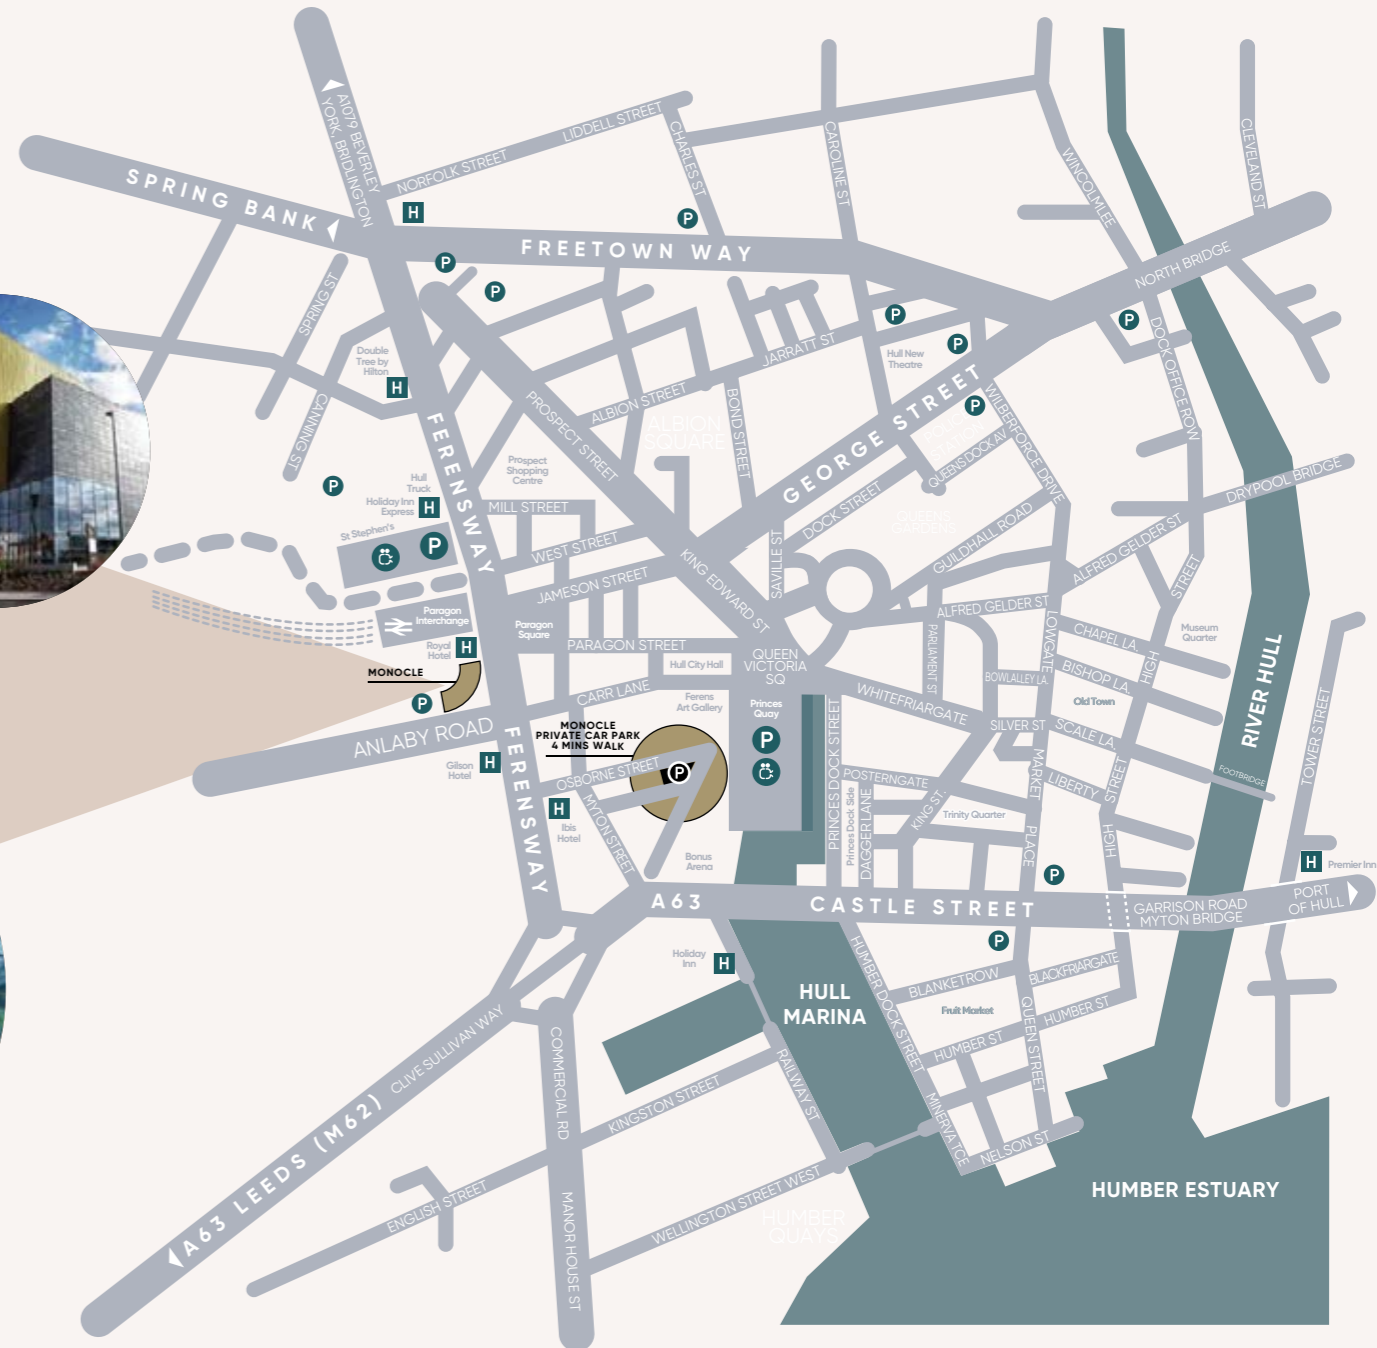 A1079 BEVERLEY
YORK, BRIDLINGTON
SPRING BANK
NORFOLK STREET
LIDDELL STREET
CHARLES ST
CAROLINE ST
WINCOLMLEE
CLEVELAND ST
H
P
FREETOWN WAY
NORTH BRIDGE
P
P
SPRING ST
P
P
P
Double
Tree by
Hilton
H
JARRATT ST
Hull New
Theatre
DOCK OFFICE ROW
CANNING ST
FERENSWAY
PROSPECT STREET
ALBION STREET
ALBION
SQUARE
BOND STREET
GEORGE STREET
P
POLICE
STATION
WILBERFORCE DRIVE
QUEENS DOCK AV
Prospect
Shopping
Centre
DRYPOOL BRIDGE
P
Hull
Truck
Holiday Inn
Express
H
MILL STREET
DOCK STREET
QUEENS
GARDENS
GUILDHALL ROAD
St Stephen's
P
WEST STREET
KING EDWARD ST
SAVILLE ST
ALFRED GELDER ST
STREET
JAMESON STREET
ALFRED GELDER ST
Paragon
Interchange
Paragon
Square
PARLIAMENT ST
LOWGATE
CHAPEL LA.
Museum
Quarter
Royal
Hotel
H
PARAGON STREET
QUEEN
VICTORIA
SQ
Hull City Hall
BISHOP LA.
HIGH
RIVER HULL
MONOCLE
BOWLALLEY LA.
P
CARR LANE
Ferens
Art Gallery
Princes
Quay
WHITEFRIARGATE
Old Town
TOWER STREET
ANLABY ROAD
MONOCLE
PRIVATE CAR PARK
4 MINS WALK
SILVER ST
SCALE LA.
P
Gilson
Hotel
H
FERENSWAY
OSBORNE STREET
P
PRINCES DOCK STREET
POSTERNGATE
MARKET
LIBERTY
STREET
FOOTBRIDGE
H
Ibis
Hotel
MYTON STREET
Princes Dock Side
DAGGER LANE
KING ST.
Trinity Quarter
PLACE
HIGH
Bonus
Arena
P
H
Premier Inn
A63
CASTLE STREET
GARRISON ROAD
MYTON BRIDGE
PORT
OF HULL
Holiday
Inn
H
P
HUMBER DOCK STREET
BLANKETROW
BLACKFRIARGATE
HULL
MARINA
Fruit Market
QUEEN STREET
HUMBER ST
HUMBER ST
CLIVE SULLIVAN WAY
COMMERCIAL RD
RAILWAY ST
KINGSTON STREET
MINERVA TCE
NELSON ST
A63 LEEDS (M62)
ENGLISH STREET
MANOR HOUSE ST
WELLINGTON STREET WEST
HUMBER
QUAYS
HUMBER ESTUARY